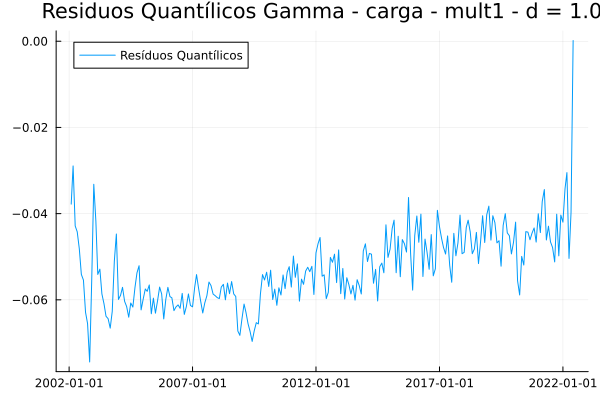 Residuos Quantílicos Gamma - carga - mult1 - d = 1.0
Resíduos Quantílicos
0.00
−0.02
−0.04
−0.06
2002-01-01 2007-01-01 2012-01-01 2017-01-01 2022-01-01